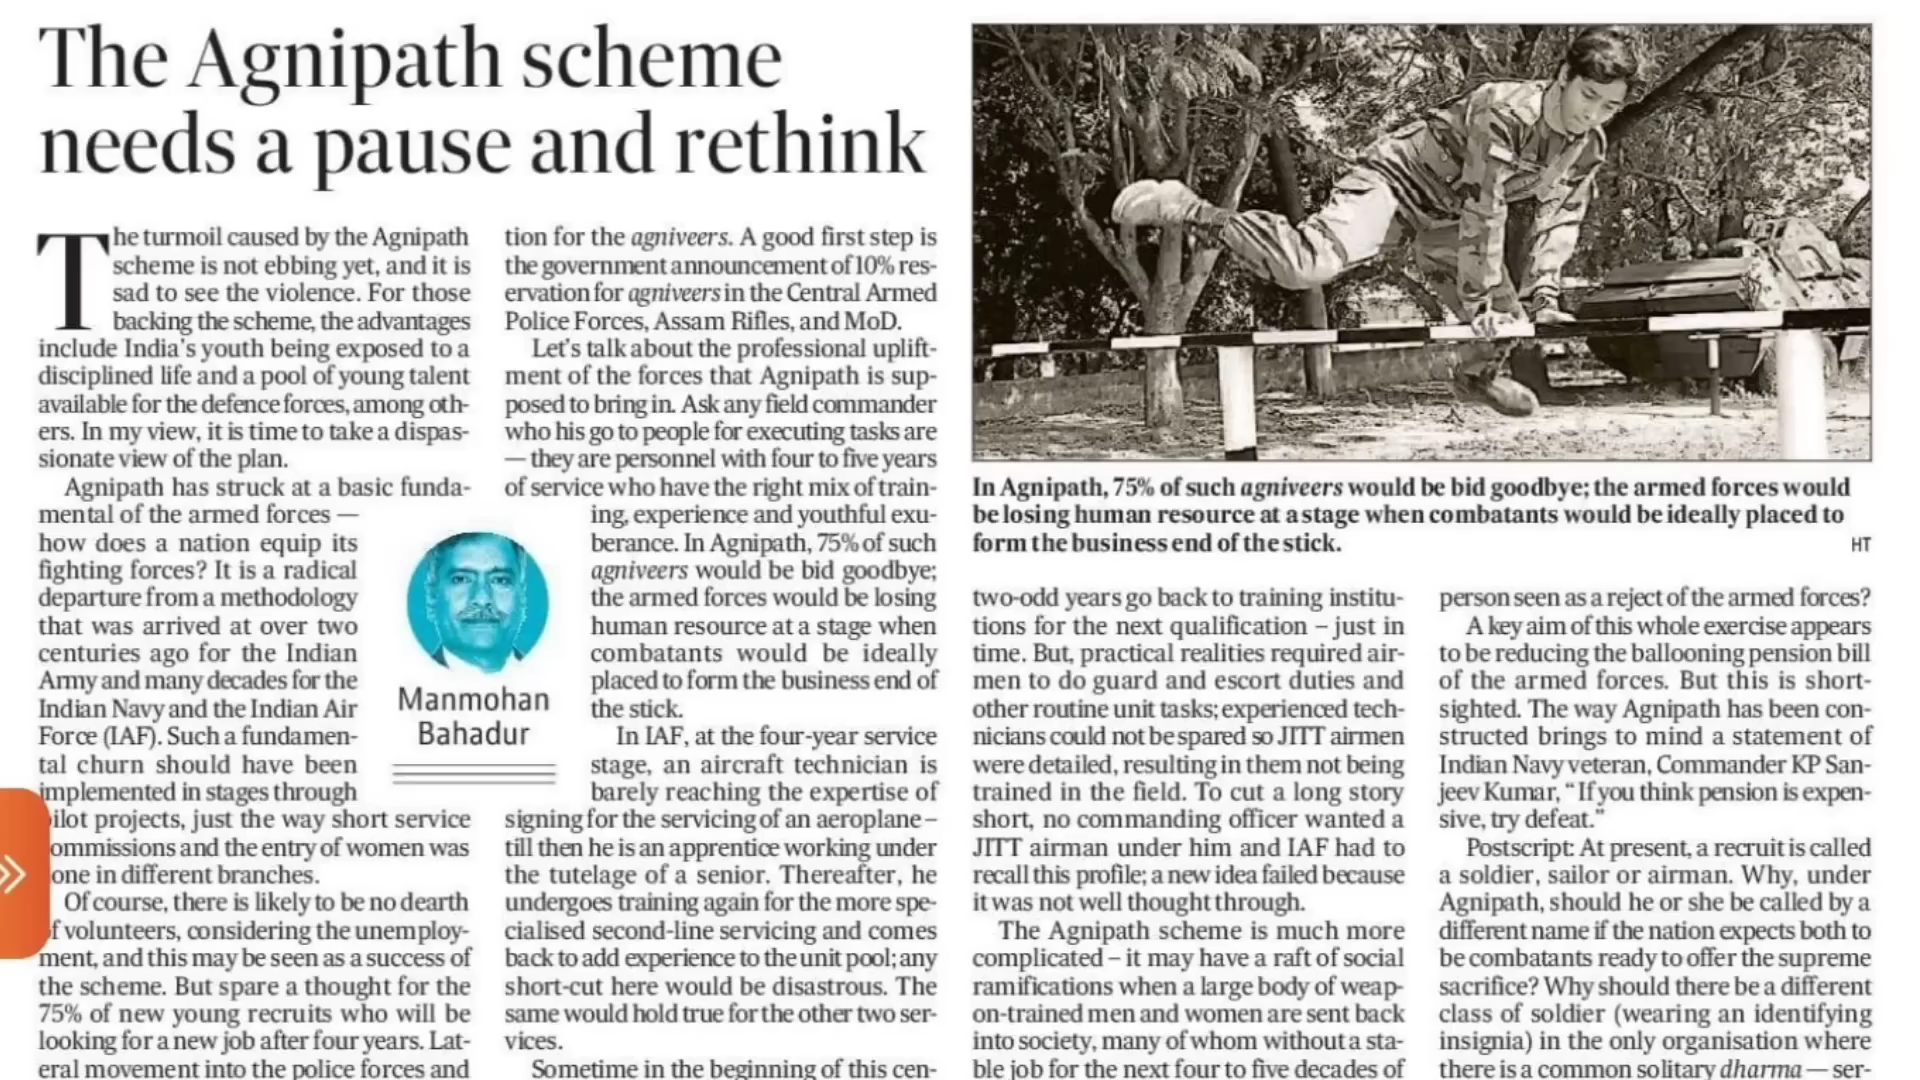 The Agnipath scheme
needs a pause and rethink
The turmoil caused by the Agnipath
scheme is not ebbing yet, and it is
sad to see the violence. For those
backing the scheme, the advantages
include India's youth being exposed to a
disciplined life and a pool of young talent
available for the defence forces, among oth-
ers. In my view, it is time to take a dispas-
sionate view of the plan.
Agnipath has struck at a basic funda-
mental of the armed forces —
how does a nation equip its
fighting forces? It is a radical
departure from a methodology
that was arrived at over two
centuries ago for the Indian
Army and many decades for the
Indian Navy and the Indian Air
Force (IAF). Such a fundamen-
tal churn should have been
implemented in stages through
pilot projects, just the way short service
ommissions and the entry of women was
one in different branches.
Of course, there is likely to be no dearth
of volunteers, considering the unemploy-
ment, and this may be seen as a success of
the scheme. But spare a thought for the
75% of new young recruits who will be
looking for a new job after four years. Lat-
eral movement into the police forces and
Manmohan
Bahadur
tion for the agniveers. A good first step is
the government announcement of 10% res-
ervation for agniveers in the Central Armed
Police Forces, Assam Rifles, and MoD.
Let's talk about the professional uplift-
ment of the forces that Agnipath is sup-
posed to bring in. Ask any field commander
who his go to people for executing tasks are
— they are personnel with four to five years
of service who have the right mix of train-
ing, experience and youthful exu-
berance. In Agnipath, 75% of such
agniveers would be bid goodbye;
the armed forces would be losing
human resource at a stage when
combatants would be ideally
placed to form the business end of
the stick.
In IAF, at the four-year service
stage, an aircraft technician is
barely reaching the expertise of
signing for the servicing of an aeroplane –
till then he is an apprentice working under
the tutelage of a senior. Thereafter, he
undergoes training again for the more spe-
cialised second-line servicing and comes
back to add experience to the unit pool; any
short-cut here would be disastrous. The
same would hold true for the other two ser-
vices.
Sometime in the beginning of this cen-
In Agnipath, 75% of such agniveers would be bid goodbye; the armed forces would
be losing human resource at a stage when combatants would be ideally placed to
form the business end of the stick.
HT
two-odd years go back to training institu-
tions for the next qualification – just in
time. But, practical realities required air-
men to do guard and escort duties and
other routine unit tasks; experienced tech-
nicians could not be spared so JITT airmen
were detailed, resulting in them not being
trained in the field. To cut a long story
short, no commanding officer wanted a
JITT airman under him and IAF had to
recall this profile; a new idea failed because
it was not well thought through.
The Agnipath scheme is much more
complicated – it may have a raft of social
ramifications when a large body of weap-
on-trained men and women are sent back
into society, many of whom without a sta-
ble job for the next four to five decades of
person seen as a reject of the armed forces?
A key aim of this whole exercise appears
to be reducing the ballooning pension bill
of the armed forces. But this is short-
sighted. The way Agnipath has been con-
structed brings to mind a statement of
Indian Navy veteran, Commander KP San-
jeev Kumar, “If you think pension is expen-
sive, try defeat.”
Postscript: At present, a recruit is called
a soldier, sailor or airman. Why, under
Agnipath, should he or she be called by a
different name if the nation expects both to
be combatants ready to offer the supreme
sacrifice? Why should there be a different
class of soldier (wearing an identifying
insignia) in the only organisation where
there is a common solitary dharma — ser-